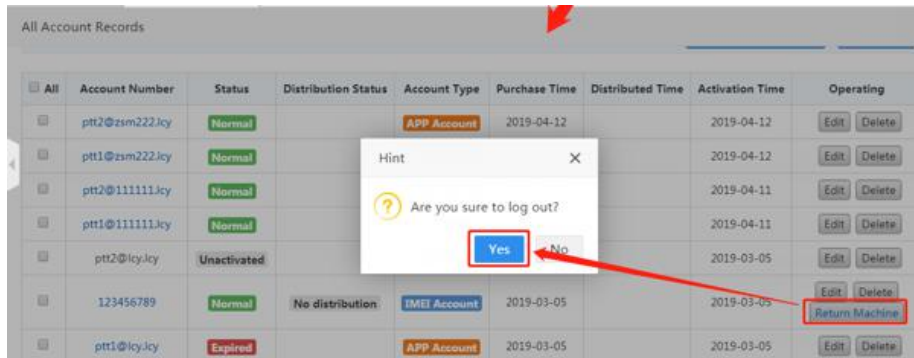 All Account Records
All Account Number Status Distribution Status Account Type Purchase Time Distributed Time Activation Time Operating
ptt2@zsm222.lcy Normal APP Account 2019-04-12 2019-04-12 Edit Delete
ptt1@zsm222.lcy Normal 2019-04-12 Edit Delete
Hint
ptt2@111111.lcy Normal 2019-04-11 Edit Delete
Are you sure to log out?
ptt1@111111.lcy Normal 2019-04-11 Edit Delete
Yes No
ptt2@lcy.lcy Unactivated 2019-03-05 Edit Delete
123456789 Normal No distribution IMEI Account 2019-03-05 2019-03-05 Edit Delete
Return Machine
ptt1@lcy.lcy Expired APP Account 2019-03-05 2019-03-05 Edit Delete